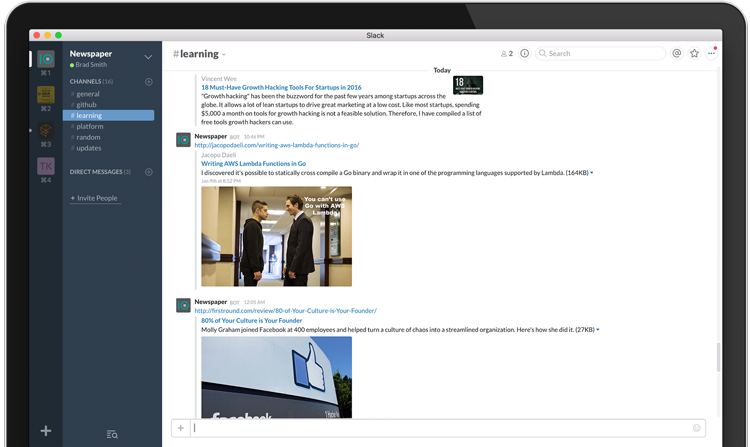 Slack
Newspaper
Brad Smith
CHANNELS (16)
# general
# github
# learning
# platform
# random
# updates
DIRECT MESSAGES (3)
+ Invite People
⌘1
⌘2
⌘3
TK
⌘4
#learning
2
Search
Today
Vincent Wee
18 Must-Have Growth Hacking Tools For Startups in 2016
"Growth hacking" has been the buzzword for the past few years among startups across the
globe. It allows a lot of lean startups to drive great marketing at a low cost. Like most startups, spending
$5,000 a month on tools for growth hacking is not a feasible solution. Therefore, I have compiled a list of
free tools growth hackers can use.
18
Newspaper BOT 10:46 PM
http://jacopodaeli.com/writing-aws-lambda-functions-in-go/
Jacopo Daeli
Writing AWS Lambda Functions in Go
I discovered it's possible to statically cross compile a Go binary and wrap it in one of the programming languages supported by Lambda. (164KB)
Jan 9th at 8:52 PM
You can't use
Go with AWS
Lambda
Newspaper BOT 12:05 AM
http://firstround.com/review/80-of-Your-Culture-is-Your-Founder/
80% of Your Culture is Your Founder
Molly Graham joined Facebook at 400 employees and helped turn a culture of chaos into a streamlined organization. Here's how she did it. (27KB)
facebook